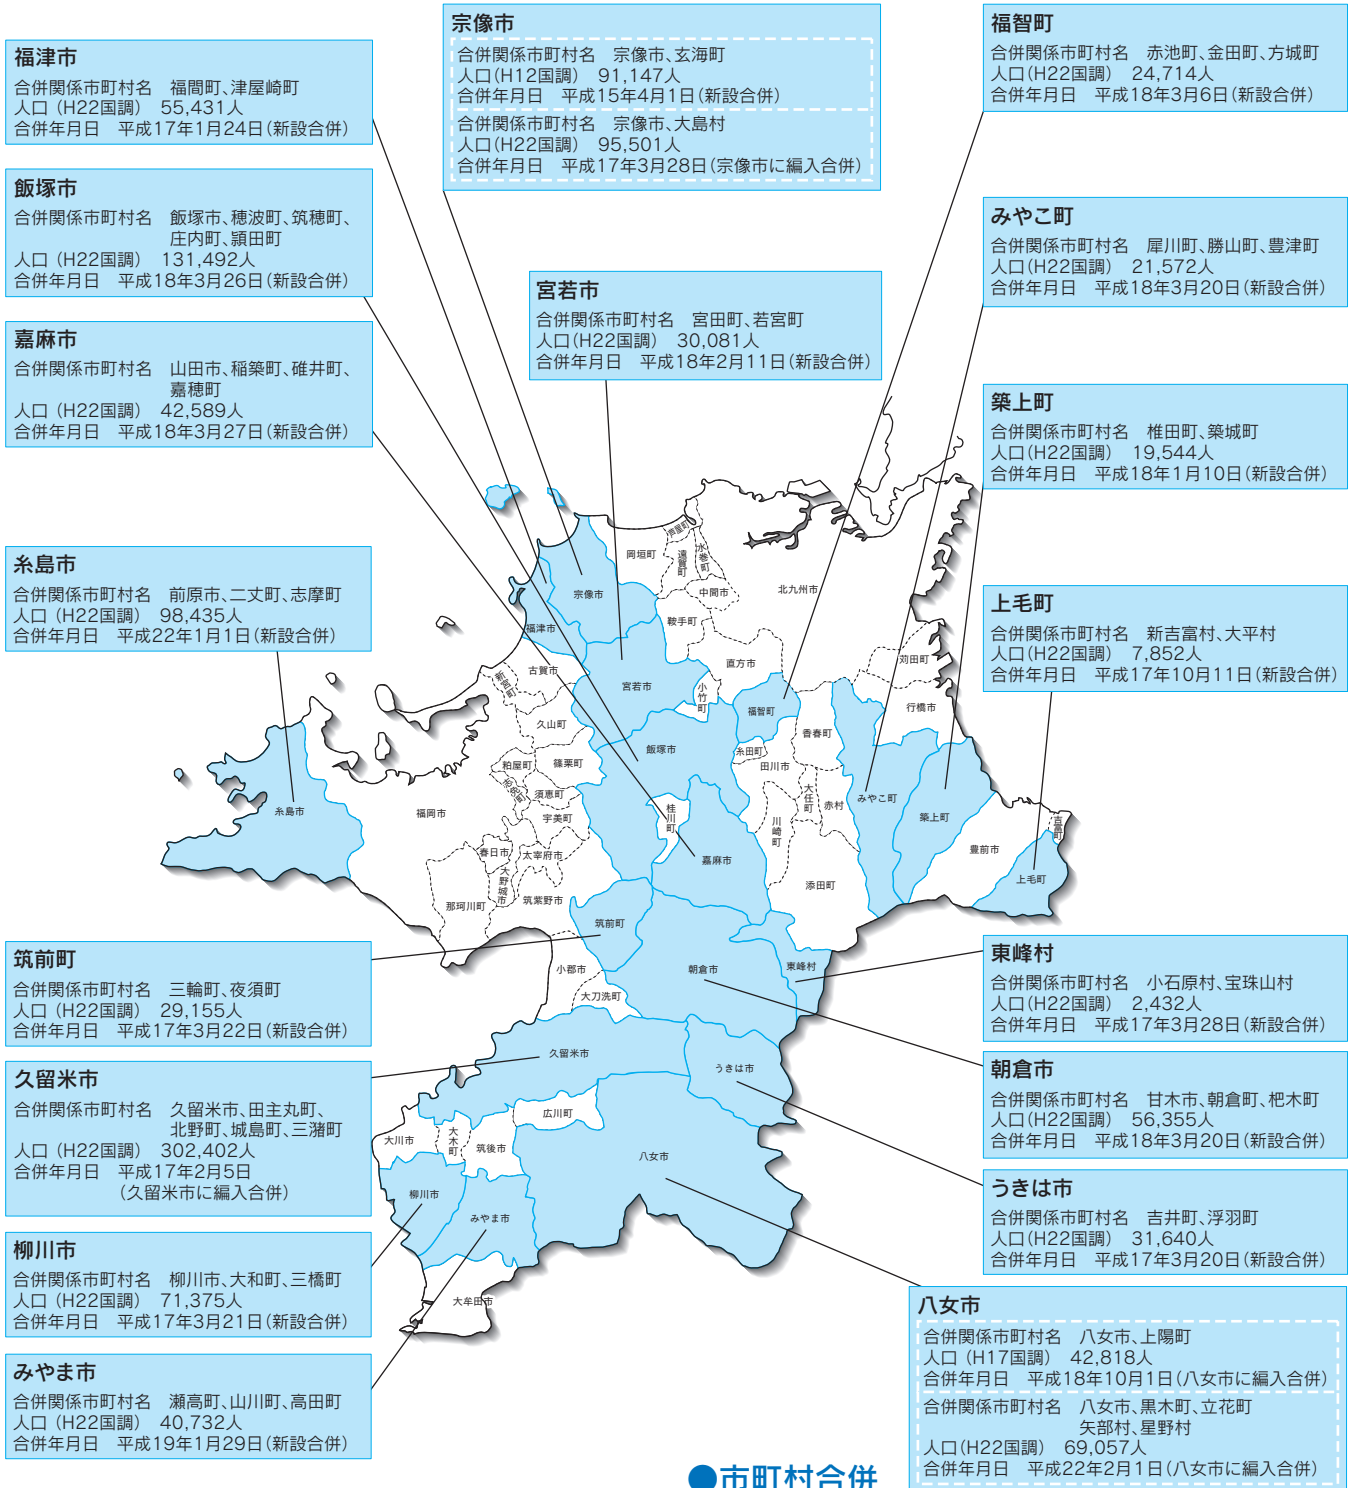 福津市
合併関係市町村名　福間町、津屋崎町
人口 (H22国調)　55,431人
合併年月日　平成17年1月24日(新設合併)
飯塚市
合併関係市町村名　飯塚市、穂波町、筑穂町、
庄内町、頴田町
人口 (H22国調)　131,492人
合併年月日　平成18年3月26日(新設合併)
嘉麻市
合併関係市町村名　山田市、稲築町、碓井町、
嘉穂町
人口 (H22国調)　42,589人
合併年月日　平成18年3月27日(新設合併)
糸島市
合併関係市町村名　前原市、二丈町、志摩町
人口 (H22国調)　98,435人
合併年月日　平成22年1月1日(新設合併)
宗像市
合併関係市町村名　宗像市、玄海町
人口(H12国調)　91,147人
合併年月日　平成15年4月1日(新設合併)
合併関係市町村名　宗像市、大島村
人口(H22国調)　95,501人
合併年月日　平成17年3月28日(宗像市に編入合併)
宮若市
合併関係市町村名　宮田町、若宮町
人口(H22国調)　30,081人
合併年月日　平成18年2月11日(新設合併)
福智町
合併関係市町村名　赤池町、金田町、方城町
人口(H22国調)　24,714人
合併年月日　平成18年3月6日(新設合併)
みやこ町
合併関係市町村名　犀川町、勝山町、豊津町
人口(H22国調)　21,572人
合併年月日　平成18年3月20日(新設合併)
築上町
合併関係市町村名　椎田町、築城町
人口(H22国調)　19,544人
合併年月日　平成18年1月10日(新設合併)
上毛町
合併関係市町村名　新吉富村、大平村
人口(H22国調)　7,852人
合併年月日　平成17年10月11日(新設合併)
芦屋町
岡垣町
遠賀町
水巻町
中間市
北九州市
宗像市
鞍手町
福津市
直方市
苅田町
古賀市
新宮町
宮若市
小竹町
福智町
行橋市
久山町
香春町
飯塚市
糸田町
粕屋町
篠栗町
田川市
志免町
須恵町
大任町
赤村
みやこ町
糸島市
福岡市
宇美町
桂川町
川崎町
築上町
吉富町
春日市
太宰府市
嘉麻市
豊前市
大野城市
添田町
上毛町
那珂川町
筑紫野市
筑前町
小郡市
朝倉市
東峰村
大刀洗町
久留米市
うきは市
広川町
大川市
大木町
筑後市
八女市
柳川市
みやま市
大牟田市
筑前町
合併関係市町村名　三輪町、夜須町
人口 (H22国調)　29,155人
合併年月日　平成17年3月22日(新設合併)
久留米市
合併関係市町村名　久留米市、田主丸町、
北野町、城島町、三潴町
人口 (H22国調)　302,402人
合併年月日　平成17年2月5日
(久留米市に編入合併)
柳川市
合併関係市町村名　柳川市、大和町、三橋町
人口 (H22国調)　71,375人
合併年月日　平成17年3月21日(新設合併)
みやま市
合併関係市町村名　瀬高町、山川町、高田町
人口 (H22国調)　40,732人
合併年月日　平成19年1月29日(新設合併)
東峰村
合併関係市町村名　小石原村、宝珠山村
人口(H22国調)　2,432人
合併年月日　平成17年3月28日(新設合併)
朝倉市
合併関係市町村名　甘木市、朝倉町、杷木町
人口(H22国調)　56,355人
合併年月日　平成18年3月20日(新設合併)
うきは市
合併関係市町村名　吉井町、浮羽町
人口(H22国調)　31,640人
合併年月日　平成17年3月20日(新設合併)
八女市
合併関係市町村名　八女市、上陽町
人口 (H17国調)　42,818人
合併年月日　平成18年10月1日(八女市に編入合併)
合併関係市町村名　八女市、黒木町、立花町
矢部村、星野村
人口(H22国調)　69,057人
合併年月日　平成22年2月1日(八女市に編入合併)
●市町村合併